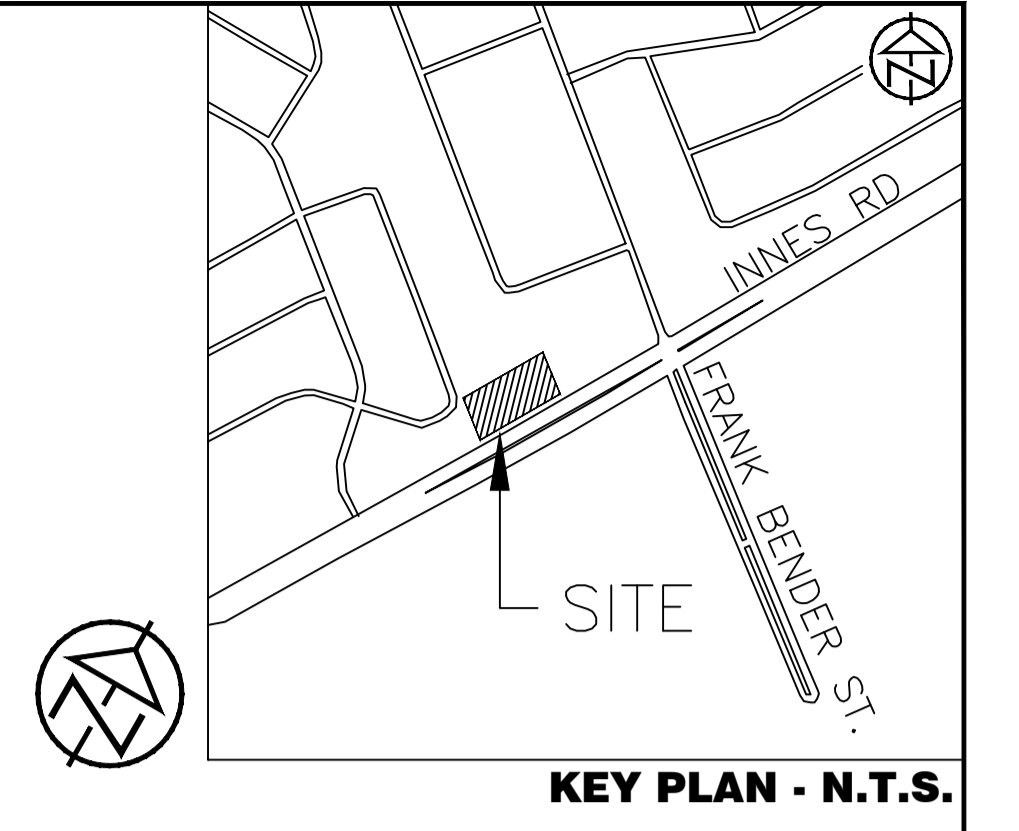 N
INNES RD
FRANK BENDER ST.
SITE
N
KEY PLAN - N.T.S.